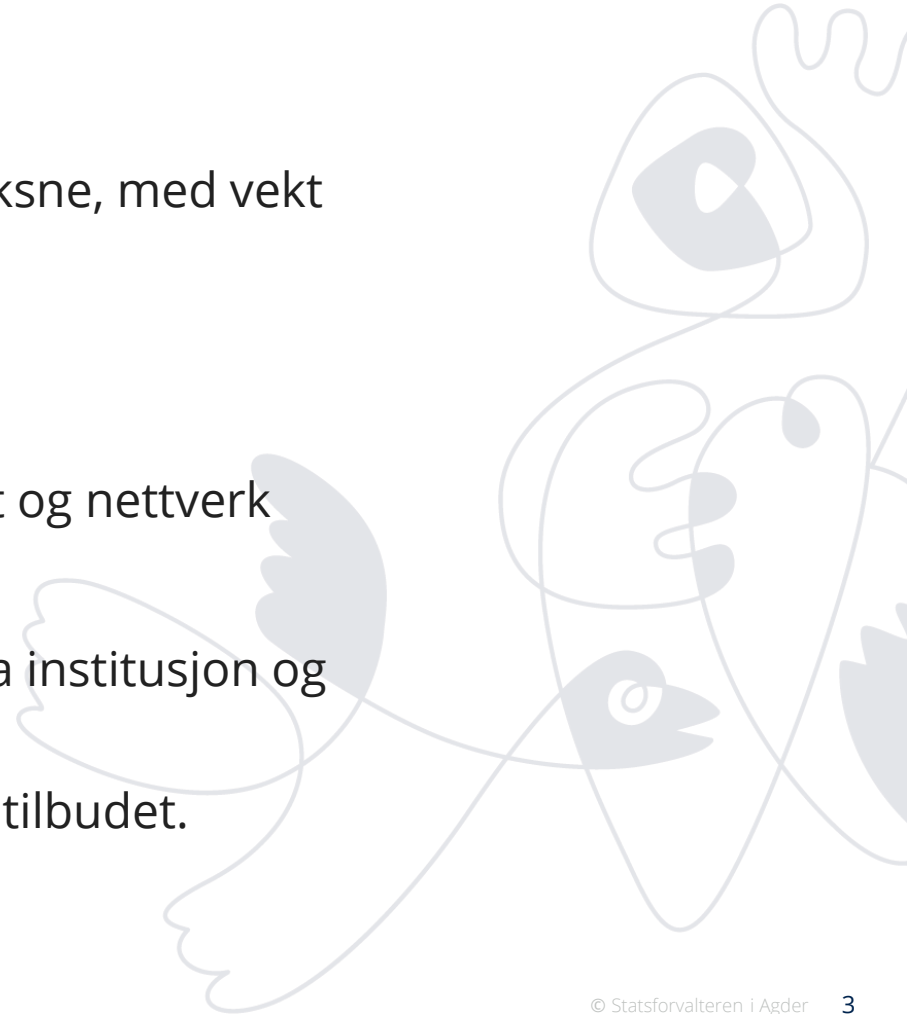 ksne, med vekt
t og nettverk
a institusjon og
tilbudet.
© Statsforvalteren i Agder 3